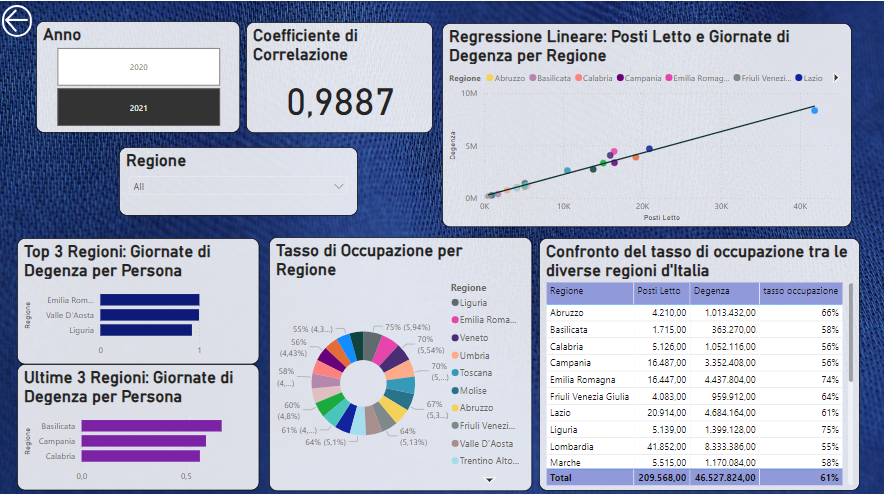 Anno
2020
2021
Coefficiente di
Correlazione
0,9887
Regione
All
Regressione Lineare: Posti Letto e Giornate di
Degenza per Regione
Regione Abruzzo Basilicata Calabria Campania Emilia Romag... Friuli Venezi... Lazio
10M
5M
0M
Degenza
0K 10K 20K 30K 40K
Posti Letto
Top 3 Regioni: Giornate di
Degenza per Persona
Regione
Emilia Rom...
Valle D'Aosta
Liguria
0 1
Ultime 3 Regioni: Giornate di
Degenza per Persona
Regione
Basilicata
Campania
Calabria
0,0 0,5
Tasso di Occupazione per
Regione
75% (5,94%)
70%
(5,54%)
70%
(5,...)
67%
(5,3...)
64%
(5,13%)
64% (5,1%)
61% (4,...)
60%
(4,8%)
58%
(4,...)
56%
(4,43%)
55% (4,3...)
Regione
Liguria
Emilia Roma...
Veneto
Umbria
Toscana
Molise
Abruzzo
Friuli Venezi...
Valle D'Aosta
Trentino Alto...
Confronto del tasso di occupazione tra le
diverse regioni d'Italia
Regione Posti Letto Degenza tasso occupazione
Abruzzo 4.210,00 1.013.432,00 66%
Basilicata 1.715,00 363.270,00 58%
Calabria 5.126,00 1.052.116,00 56%
Campania 16.487,00 3.352.408,00 56%
Emilia Romagna 16.447,00 4.437.804,00 74%
Friuli Venezia Giulia 4.083,00 959.912,00 64%
Lazio 20.914,00 4.684.164,00 61%
Liguria 5.139,00 1.399.128,00 75%
Lombardia 41.852,00 8.333.386,00 55%
Marche 5.515,00 1.170.084,00 58%
Total 209.568,00 46.527.824,00 61%